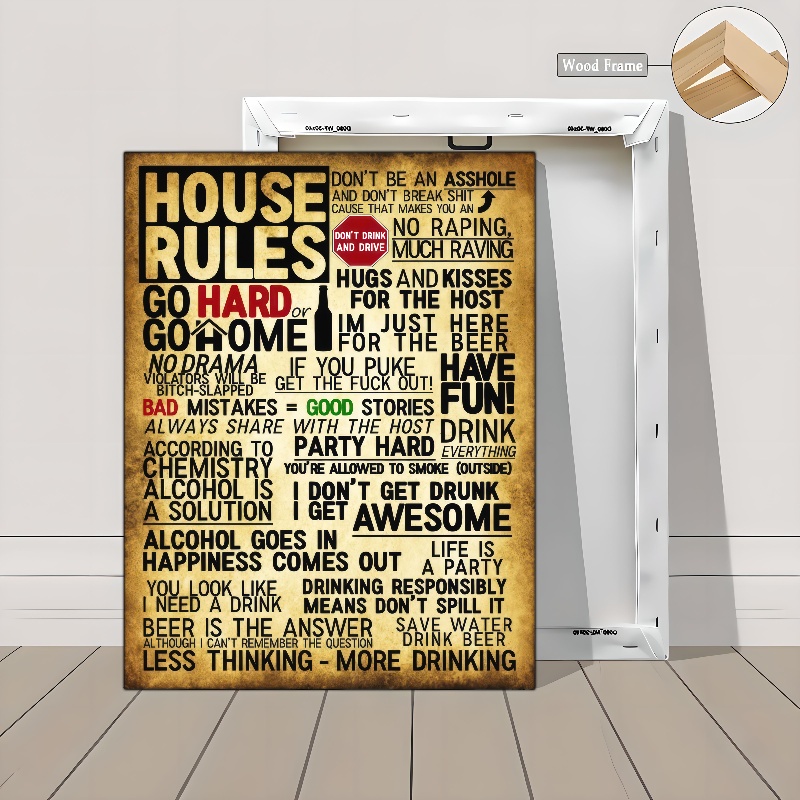 Wood Frame
HOUSE
RULES
DON'T BE AN ASSHOLE
AND DON'T BREAK SHIT
CAUSE THAT MAKES YOU AN
DON'T DRINK
AND DRIVE
NO RAPING,
MUCH RAVING
HUGS AND KISSES
FOR THE HOST
GO HARD or
GO HOME
IM JUST HERE
FOR THE BEER
NO DRAMA
VIOLATORS WILL BE
BITCH-SLAPPED
IF YOU PUKE
GET THE FUCK OUT!
HAVE
FUN!
BAD MISTAKES = GOOD STORIES
ALWAYS SHARE WITH THE HOST
DRINK
EVERYTHING
ACCORDING TO
CHEMISTRY
ALCOHOL IS
A SOLUTION
PARTY HARD
YOU'RE ALLOWED TO SMOKE (OUTSIDE)
I DON'T GET DRUNK
I GET AWESOME
ALCOHOL GOES IN
HAPPINESS COMES OUT
LIFE IS
A PARTY
YOU LOOK LIKE
I NEED A DRINK
DRINKING RESPONSIBLY
MEANS DON'T SPILL IT
BEER IS THE ANSWER
ALTHOUGH I CAN'T REMEMBER THE QUESTION
SAVE WATER
DRINK BEER
LESS THINKING - MORE DRINKING